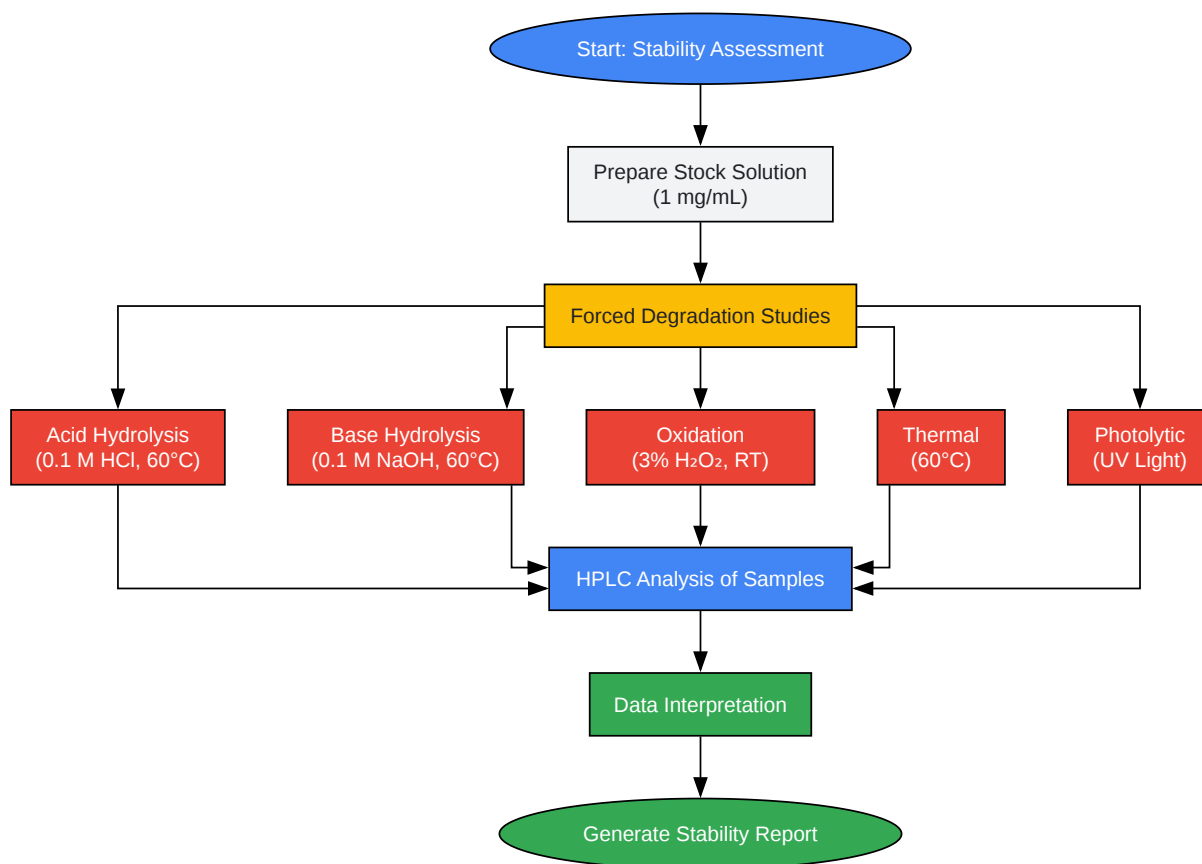 Start: Stability Assessment
Prepare Stock Solution
(1 mg/mL)
Forced Degradation Studies
Acid Hydrolysis
(0.1 M HCl, 60°C)
Base Hydrolysis
(0.1 M NaOH, 60°C)
Oxidation
(3% H₂O₂, RT)
Thermal
(60°C)
Photolytic
(UV Light)
HPLC Analysis of Samples
Data Interpretation
Generate Stability Report